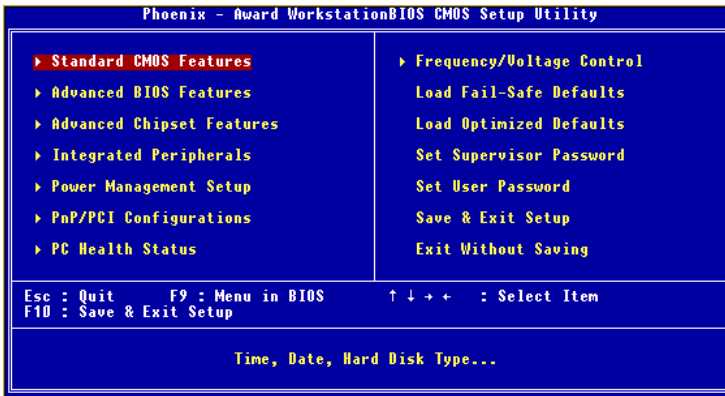 Phoenix - Award WorkstationBIOS CMOS Setup Utility
▸ Standard CMOS Features
▸ Advanced BIOS Features
▸ Advanced Chipset Features
▸ Integrated Peripherals
▸ Power Management Setup
▸ PnP/PCI Configurations
▸ PC Health Status
▸ Frequency/Voltage Control
Load Fail-Safe Defaults
Load Optimized Defaults
Set Supervisor Password
Set User Password
Save & Exit Setup
Exit Without Saving
Esc : Quit F9 : Menu in BIOS ↑ ↓ → ← : Select Item
F10 : Save & Exit Setup
Time, Date, Hard Disk Type...